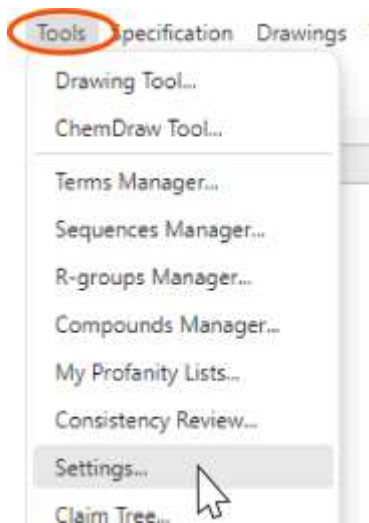 Tools Specification Drawings
Drawing Tool...
ChemDraw Tool...
Terms Manager...
Sequences Manager...
R-groups Manager...
Compounds Manager...
My Profanity Lists...
Consistency Review...
Settings...
Claim Tree...